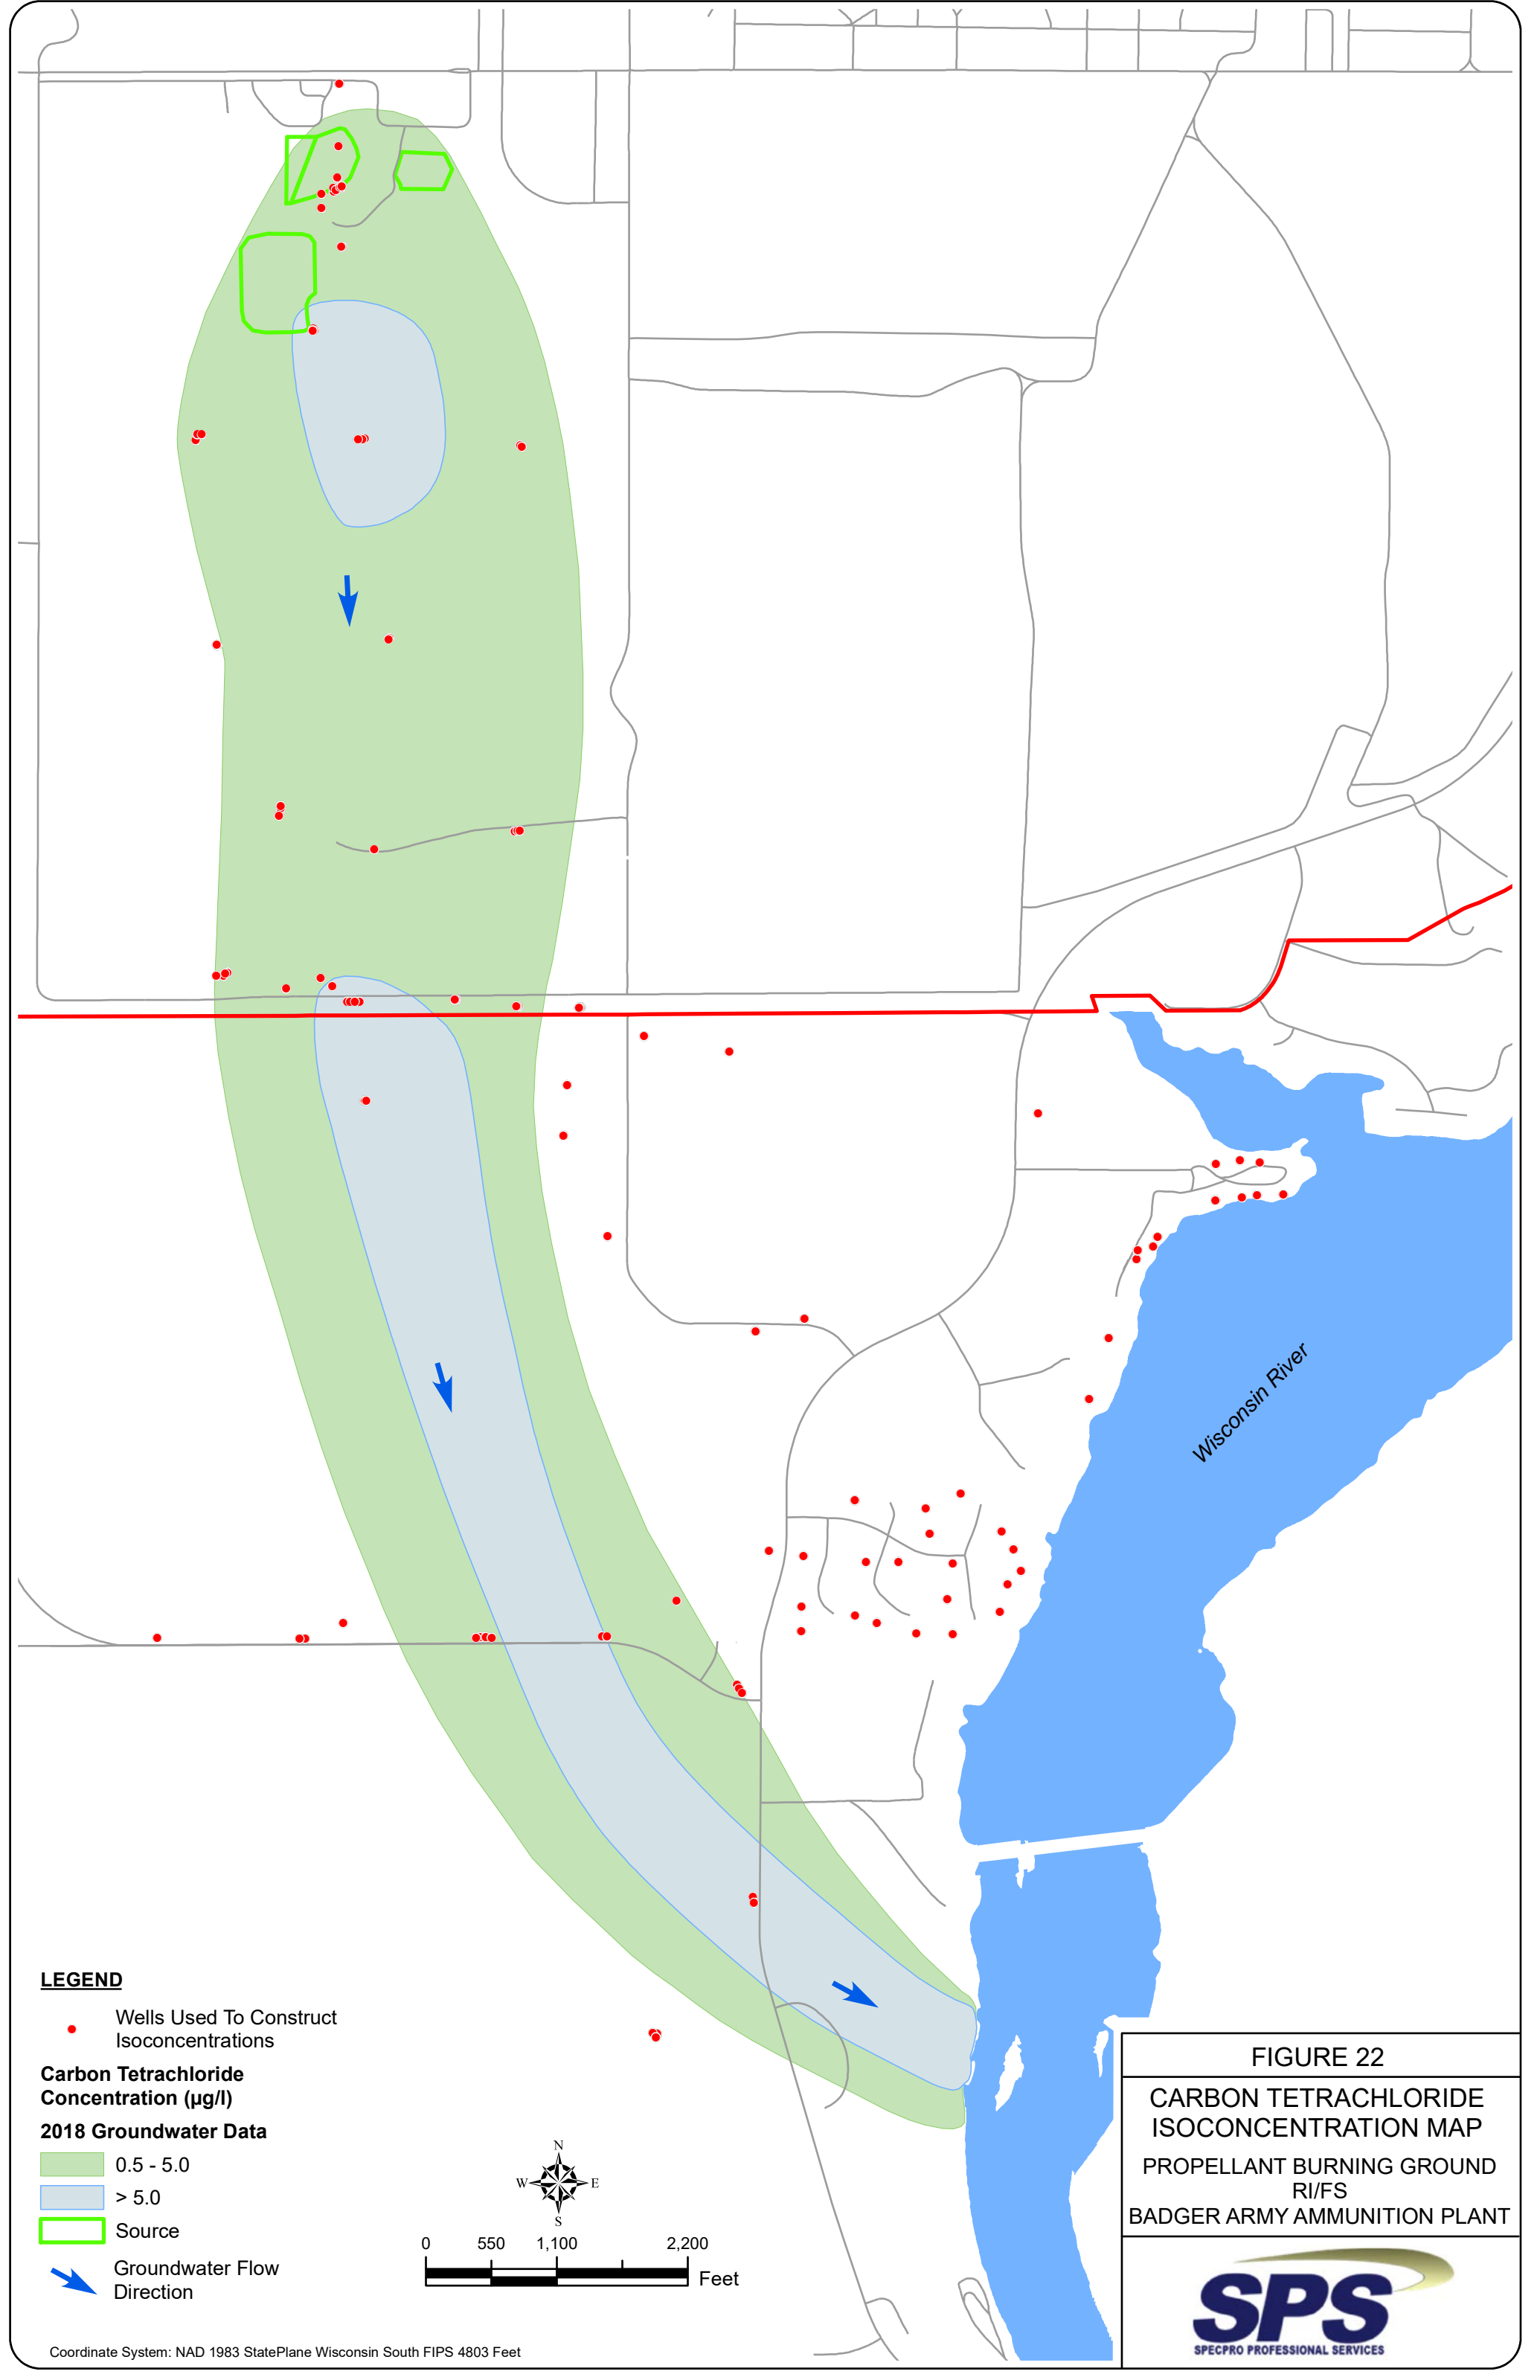 Wisconsin River
LEGEND
Wells Used To Construct
Isoconcentrations
Carbon Tetrachloride
Concentration (µg/l)
2018 Groundwater Data
0.5 - 5.0
> 5.0
Source
Groundwater Flow
Direction
N
W E
S
0 550 1,100 2,200
Feet
Coordinate System: NAD 1983 StatePlane Wisconsin South FIPS 4803 Feet
FIGURE 22
CARBON TETRACHLORIDE
ISOCONCENTRATION MAP
PROPELLANT BURNING GROUND
RI/FS
BADGER ARMY AMMUNITION PLANT
SPS
SPECPRO PROFESSIONAL SERVICES